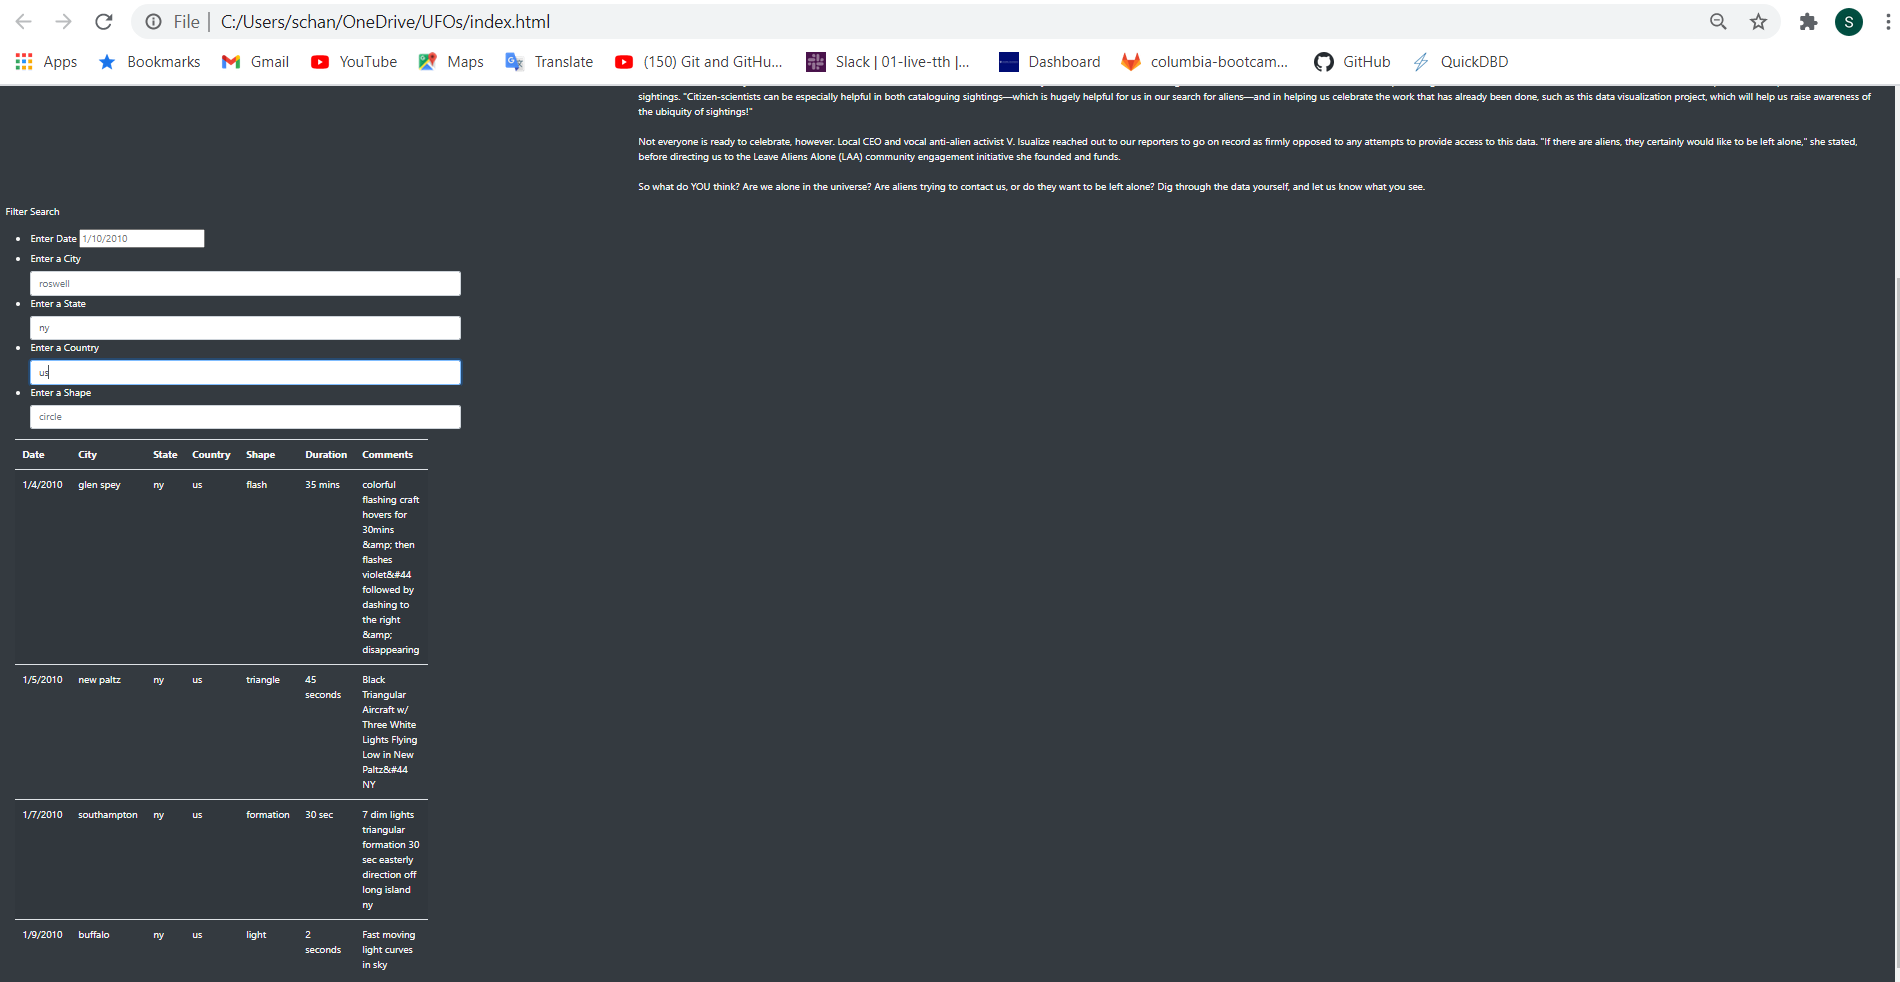 File | C:/Users/schan/OneDrive/UFOs/index.html
S
Apps Bookmarks Gmail YouTube Maps Translate (150) Git and GitHu... Slack | 01-live-tth |... Dashboard columbia-bootcam... GitHub QuickDBD
sightings. "Citizen-scientists can be especially helpful in both cataloguing sightings—which is hugely helpful for us in our search for aliens—and in helping us celebrate the work that has already been done, such as this data visualization project, which will help us raise awareness of
the ubiquity of sightings!"
Not everyone is ready to celebrate, however. Local CEO and vocal anti-alien activist V. Isualize reached out to our reporters to go on record as firmly opposed to any attempts to provide access to this data. "If there are aliens, they certainly would like to be left alone," she stated,
before directing us to the Leave Aliens Alone (LAA) community engagement initiative she founded and funds.
So what do YOU think? Are we alone in the universe? Are aliens trying to contact us, or do they want to be left alone? Dig through the data yourself, and let us know what you see.
Filter Search
Enter Date 1/10/2010
Enter a City
roswell
Enter a State
ny
Enter a Country
us
Enter a Shape
circle
Date City State Country Shape Duration Comments
1/4/2010 glen spey ny us flash 35 mins colorful
flashing craft
hovers for
30mins
&amp; then
flashes
violet&#44
followed by
dashing to
the right
&amp;
disappearing
1/5/2010 new paltz ny us triangle 45 Black
seconds Triangular
Aircraft w/
Three White
Lights Flying
Low in New
Paltz&#44
NY
1/7/2010 southampton ny us formation 30 sec 7 dim lights
triangular
formation 30
sec easterly
direction off
long island
ny
1/9/2010 buffalo ny us light 2 Fast moving
seconds light curves
in sky